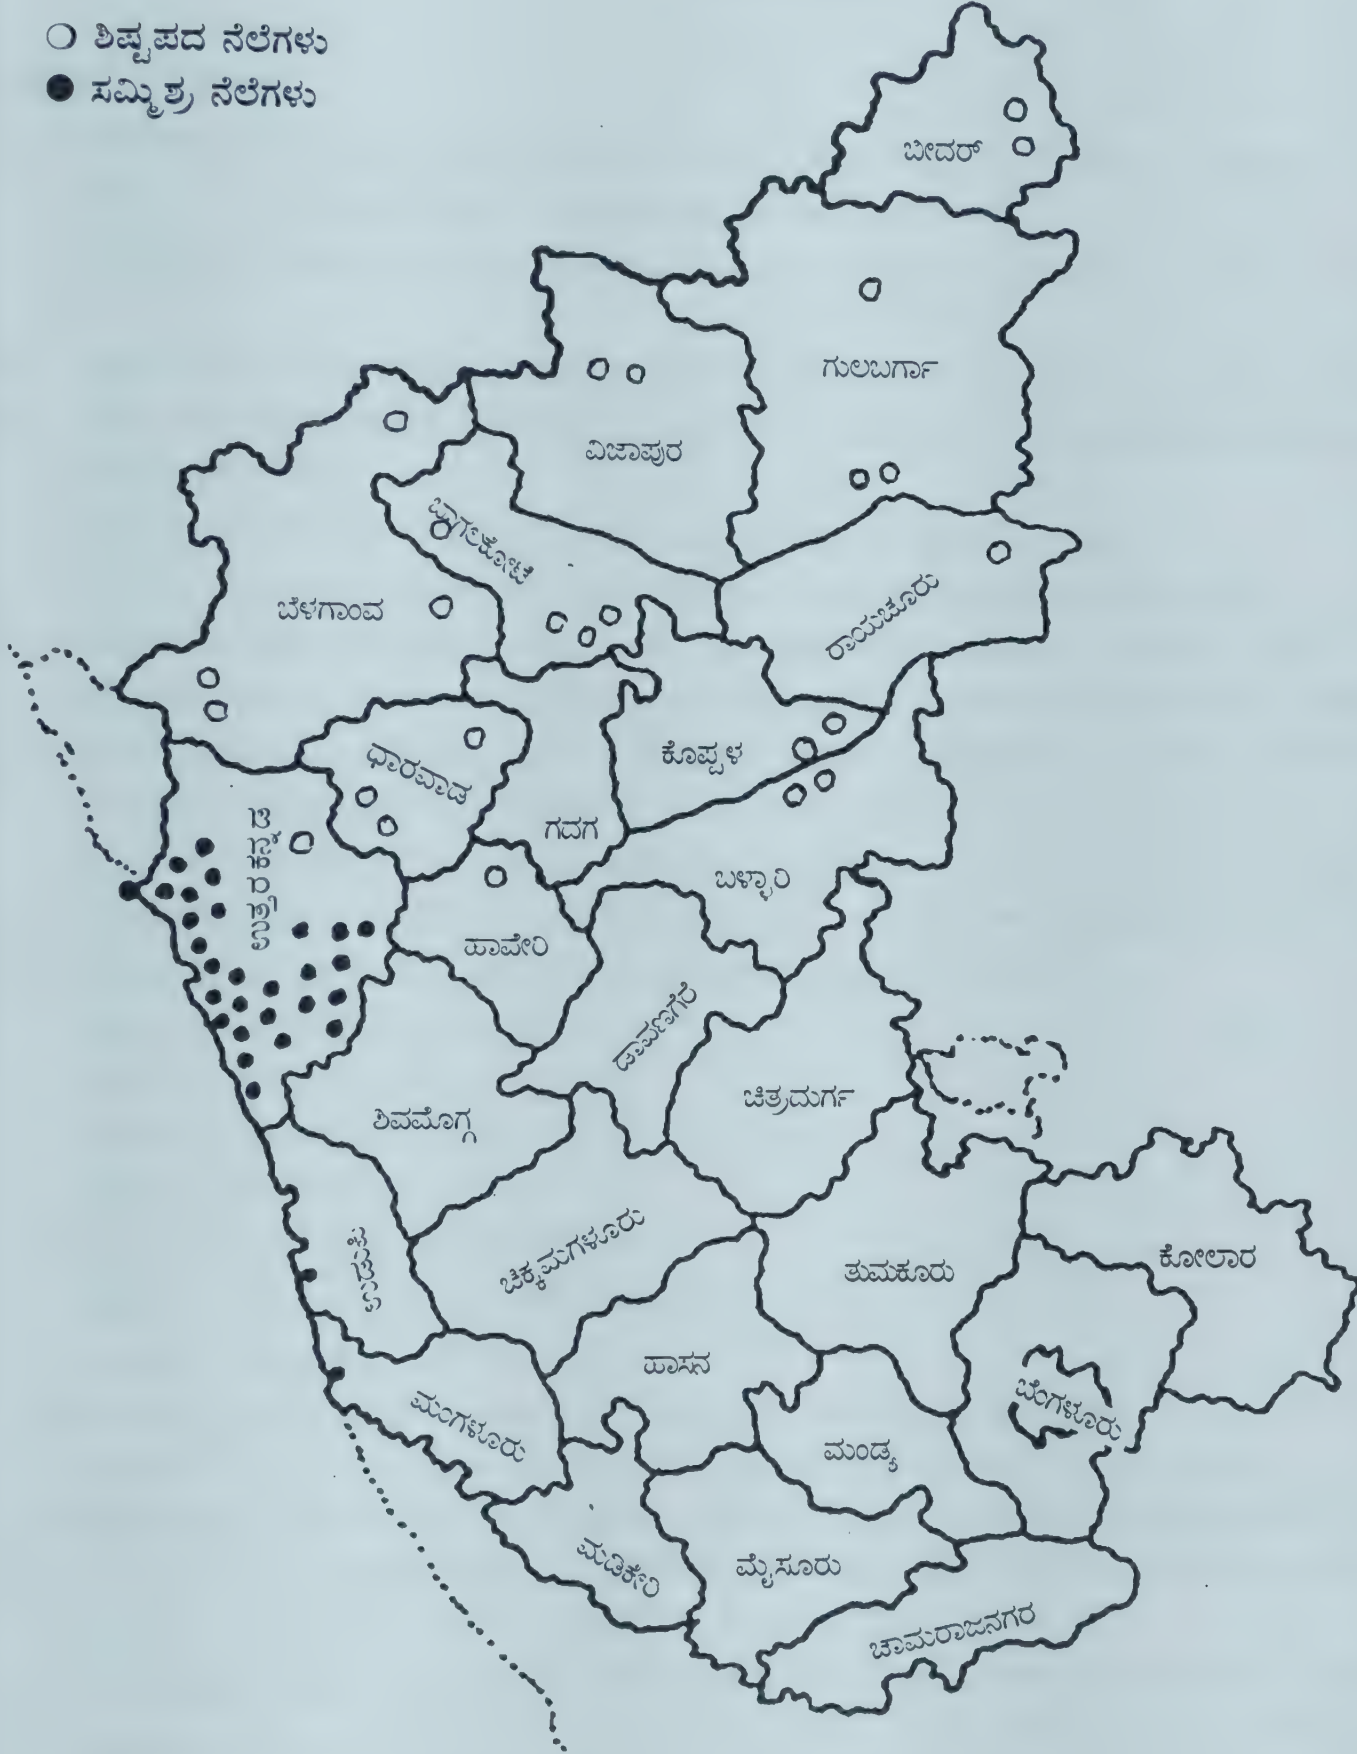 ಶಿಷ್ಟಪದ ನೆಲೆಗಳು
ಸಮ್ಮಿಶ್ರ ನೆಲೆಗಳು
ಬೀದರ್
ಗುಲಬರ್ಗಾ
ವಿಜಾಪುರ
ಬಾಗಲಕೋಟೆ
ಬೆಳಗಾಂವ
ರಾಯಚೂರು
ಕೊಪ್ಪಳ
ಧಾರವಾಡ
ಗದಗ
ಉತ್ತರ ಕನ್ನಡ
ಬಳ್ಳಾರಿ
ಹಾವೇರಿ
ದಾವಣಗೆರೆ
ಚಿತ್ರದುರ್ಗ
ಶಿವಮೊಗ್ಗ
ಉಡುಪಿ
ಚಿಕ್ಕಮಗಳೂರು
ತುಮಕೂರು
ಕೋಲಾರ
ಹಾಸನ
ಬೆಂಗಳೂರು
ಮಂಗಳೂರು
ಮಂಡ್ಯ
ಮಡಿಕೇರಿ
ಮೈಸೂರು
ಚಾಮರಾಜನಗರ